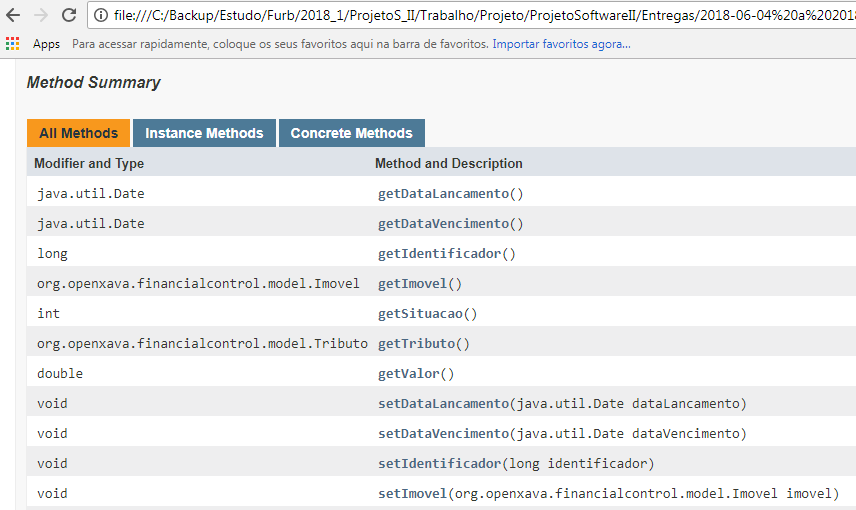 file:///C:/Backup/Estudo/Furb/2018_1/ProjetoS_II/Trabalho/Projeto/ProjetoSoftwareII/Entregas/2018-06-04%20a%20201
Apps Para acessar rapidamente, coloque os seus favoritos aqui na barra de favoritos. Importar favoritos agora...
Method Summary
All Methods Instance Methods Concrete Methods
Modifier and Type Method and Description
java.util.Date getDataLancamento()
java.util.Date getDataVencimento()
long getIdentificador()
org.openxava.financialcontrol.model.Imovel getImovel()
int getSituacao()
org.openxava.financialcontrol.model.Tributo getTributo()
double getValor()
void setDataLancamento(java.util.Date dataLancamento)
void setDataVencimento(java.util.Date dataVencimento)
void setIdentificador(long identificador)
void setImovel(org.openxava.financialcontrol.model.Imovel imovel)